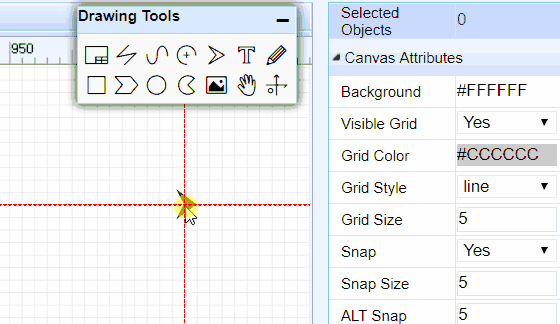 Drawing Tools
950
Selected
Objects
0
Canvas Attributes
Background #FFFFFF
Visible Grid Yes
Grid Color #CCCCCC
Grid Style line
Grid Size 5
Snap Yes
Snap Size 5
ALT Snap 5